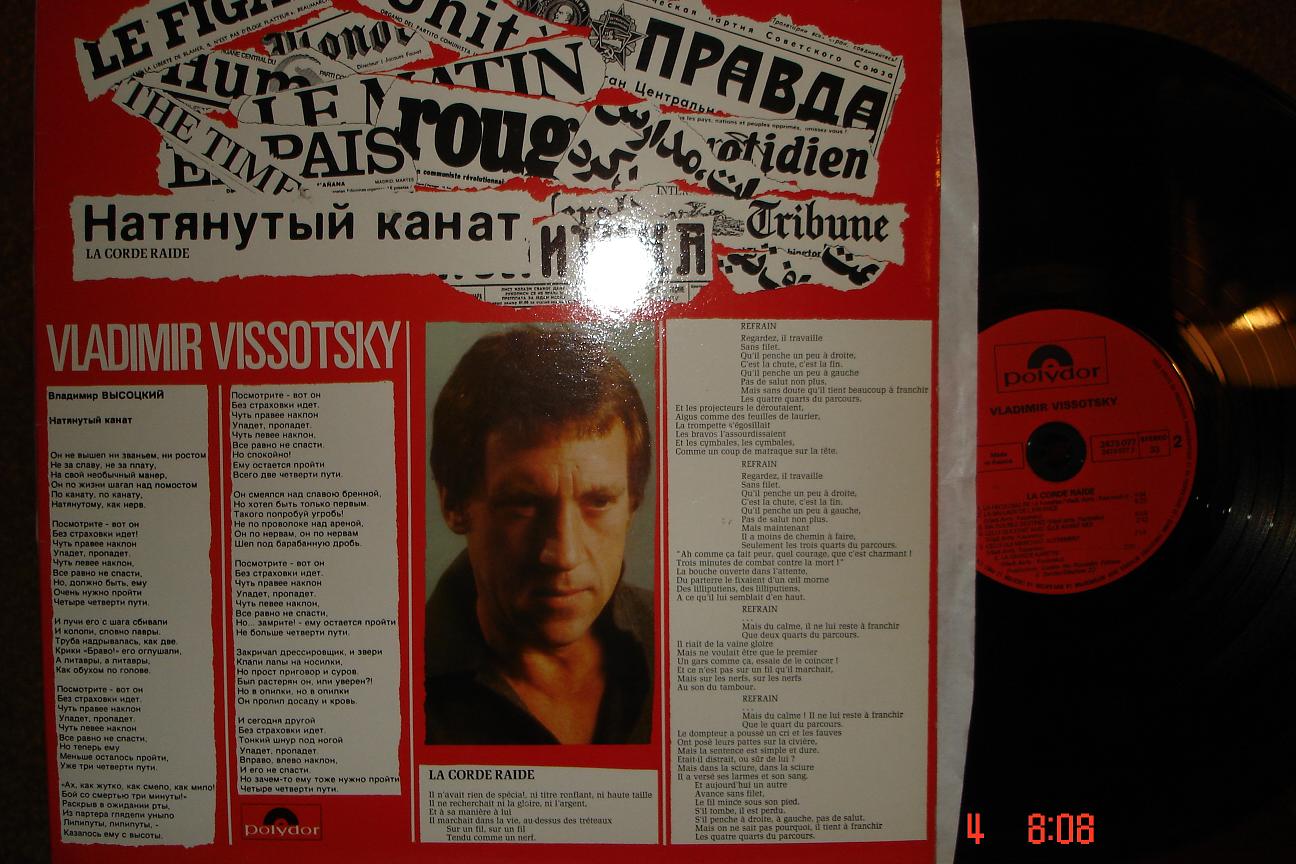 LE FIGA
Monde
ПРАВДА
LE MATIN
THE TIME
PAIS
roug
otidien
Tribune
Натянутый канат
LA CORDE RAIDE
VLADIMIR VISSOTSKY
Владимир ВЫСОЦКИЙ
Натянутый канат
Он не вышел ни званьем, ни ростом
Не за славу, не за плату,
На свой необычный манер,
Он по жизни шагал над помостом
По канату, по канату,
Натянутому, как нерв.
Посмотрите - вот он
Без страховки идет!
Чуть правее наклон
Упадет, пропадет.
Чуть левее наклон,
Все равно не спасти,
Но, должно быть, ему
Очень нужно пройти
Четыре четверти пути.
И лучи его с шага сбивали
И кололи, словно лавры.
Труба надрывалась, как две.
Крики «Браво!» его оглушали,
А литавры, а литавры,
Как обухом по голове.
Посмотрите - вот он
Без страховки идет.
Чуть правее наклон
Упадет, пропадет.
Чуть левее наклон
Все равно не спасти,
Но теперь ему
Меньше осталось пройти,
Уже три четверти пути.
«Ах, как жутко, как смело, как мило!
Бой со смертью три минуты!»
Раскрыв в ожидании рты,
Из партера глядели уныло
Лилипуты, лилипуты, -
Казалось ему с высоты.
Посмотрите - вот он
Без страховки идет.
Чуть правее наклон
Упадет, пропадет.
Чуть левее наклон,
Все равно не спасти.
Но спокойно!
Ему остается пройти
Всего две четверти пути.
Он смеялся над славою бренной,
Но хотел быть только первым.
Такого попробуй угробь!
Не по проволоке над ареной,
Он по нервам, он по нервам
Шел под барабанную дробь.
Посмотрите - вот он
Без страховки идет.
Чуть правее наклон
Упадет, пропадет.
Чуть левее наклон,
Все равно не спасти,
Но... замрите! - ему остается пройти
Не больше четверти пути.
Закричал дрессировщик, и звери
Клали лапы на носилки,
Но прост приговор и суров.
Был растерян он, или уверен?!
Но в опилки, но в опилки
Он пролил досаду и кровь.
И сегодня другой
Без страховки идет.
Тонкий шнур под ногой
Упадет, пропадет.
Вправо, влево наклон,
И его не спасти.
Но зачем-то ему тоже нужно пройти
Четыре четверти пути.
polydor
LA CORDE RAIDE
Il n'avait rien de spécial, ni titre ronflant, ni haute taille
Il ne recherchait ni la gloire, ni l'argent,
Et à sa manière à lui
Il marchait dans la vie, au-dessus des tréteaux
Sur un fil, sur un fil
Tendu comme un nerf.
REFRAIN
Regardez, il travaille
Sans filet.
Qu'il penche un peu à droite,
C'est la chute, c'est la fin.
Qu'il penche un peu à gauche
Pas de salut non plus.
Mais sans doute qu'il tient beaucoup à franchir
Les quatre quarts du parcours.
Et les projecteurs le déroutaient,
Aigus comme des feuilles de laurier,
La trompette s'égosillait
Les bravos l'assourdissaient
Et les cymbales, les cymbales,
Comme un coup de matraque sur la tête.
REFRAIN
Regardez, il travaille
Sans filet.
Qu'il penche un peu à droite,
C'est la chute, c'est la fin.
Qu'il penche un peu à gauche,
Pas de salut non plus.
Mais maintenant
Il a moins de chemin à faire,
Seulement les trois quarts du parcours.
"Ah comme ça fait peur, quel courage, que c'est charmant !
Trois minutes de combat contre la mort !"
La bouche ouverte dans l'attente,
Du parterre le fixaient d'un œil morne
Des lilliputiens, des lilliputiens,
A ce qu'il lui semblait d'en haut.
REFRAIN
...
Mais du calme, il ne lui reste à franchir
Que deux quarts du parcours.
Il riait de la vaine gloire
Mais ne voulait être que le premier
Un gars comme ça, essaie de le coincer !
Et ce n'est pas sur un fil qu'il marchait,
Mais sur les nerfs, sur les nerfs
Au son du tambour.
REFRAIN
...
Mais du calme ! Il ne lui reste à franchir
Que le quart du parcours.
Le dompteur a poussé un cri et les fauves
Ont posé leurs pattes sur la civière,
Mais la sentence est simple et dure.
Etait-il distrait, ou sûr de lui ?
Mais dans la sciure, dans la sciure
Il a versé ses larmes et son sang.
Et aujourd'hui un autre
Avance sans filet,
Le fil mince sous son pied.
S'il tombe, il est perdu.
S'il penche à droite, à gauche, pas de salut.
Mais on ne sait pas pourquoi, il tient à franchir
Les quatre quarts du parcours.
polydor
VLADIMIR VISSOTSKY
Made
in France
2473 077
STEREO
33
2
LA CORDE RAIDE
4 8:08